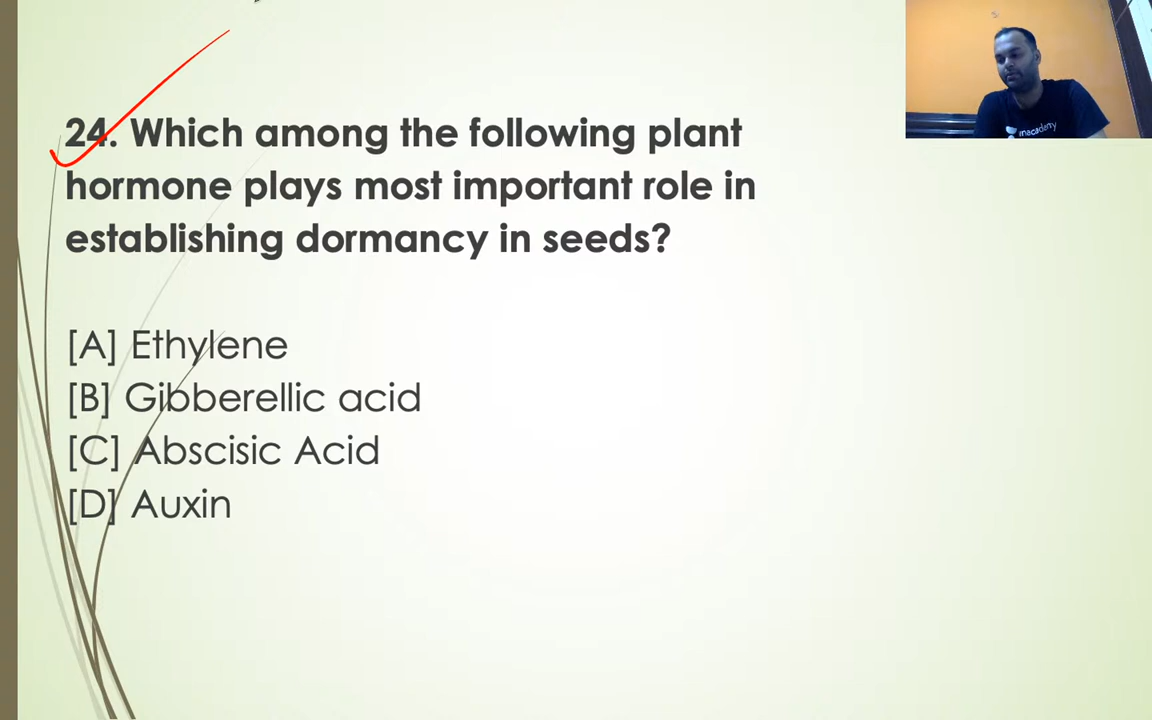 24. Which among the following plant
hormone plays most important role in
establishing dormancy in seeds?
[A] Ethylene
[B] Gibberellic acid
[C] Abscisic Acid
[D] Auxin
macademy